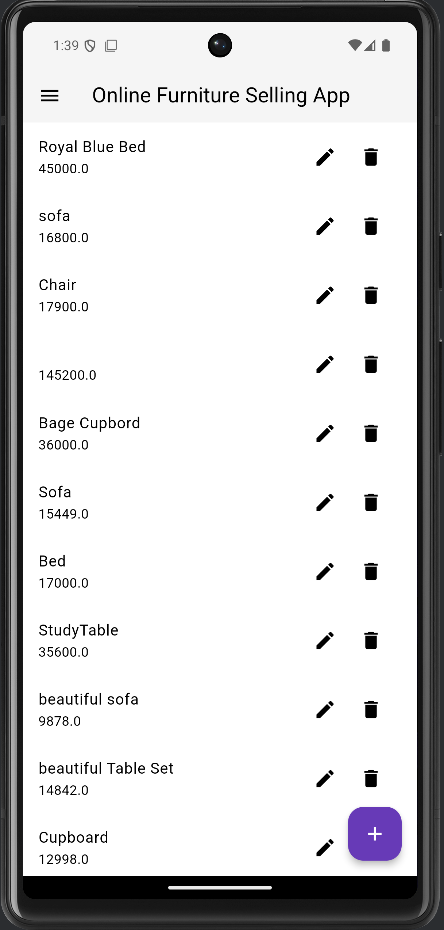 1:39
Online Furniture Selling App
Royal Blue Bed
45000.0
sofa
16800.0
Chair
17900.0
145200.0
Bage Cupbord
36000.0
Sofa
15449.0
Bed
17000.0
StudyTable
35600.0
beautiful sofa
9878.0
beautiful Table Set
14842.0
Cupboard
12998.0